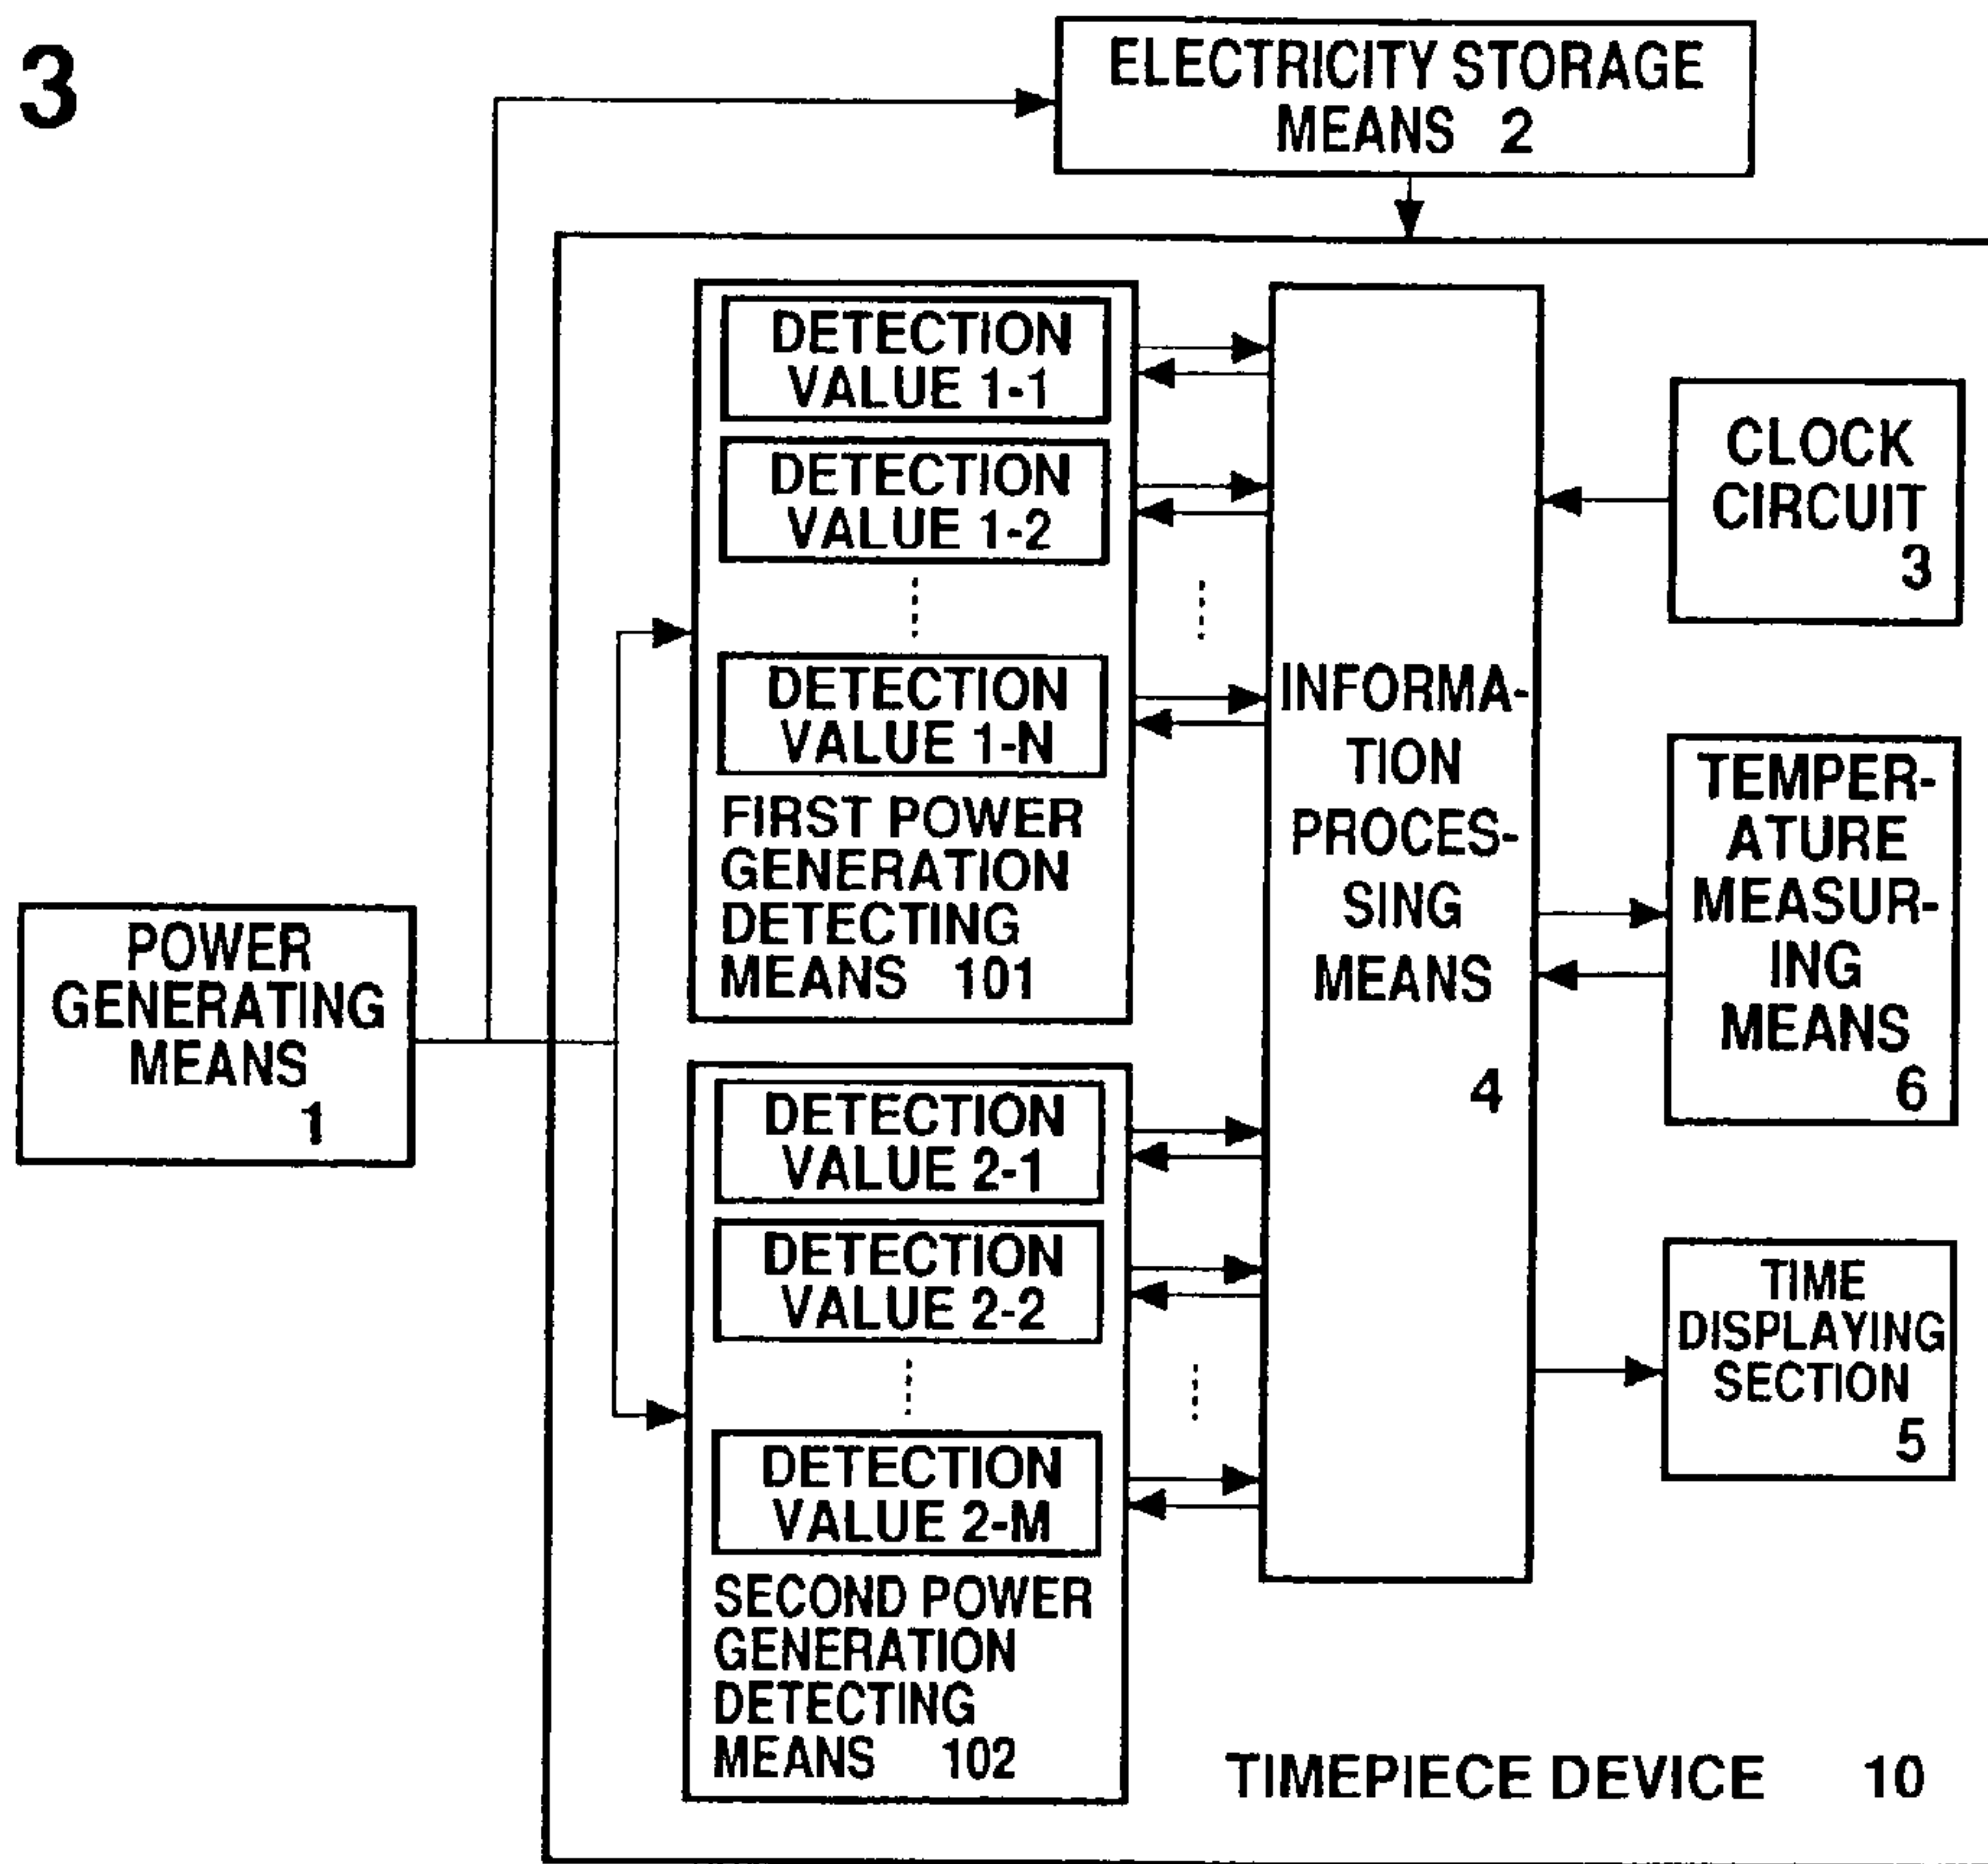 3
ELECTRICITY STORAGE
MEANS 2
DETECTION
VALUE 1-1
DETECTION
VALUE 1-2
DETECTION
VALUE 1-N
FIRST POWER
GENERATION
DETECTING
MEANS 101
POWER
GENERATING
MEANS
1
DETECTION
VALUE 2-1
DETECTION
VALUE 2-2
DETECTION
VALUE 2-M
SECOND POWER
GENERATION
DETECTING
MEANS 102
INFORMA-
TION
PROCES-
SING
MEANS
4
CLOCK
CIRCUIT
3
TEMPER-
ATURE
MEASUR-
ING
MEANS
6
TIME
DISPLAYING
SECTION
5
TIMEPIECE DEVICE 10